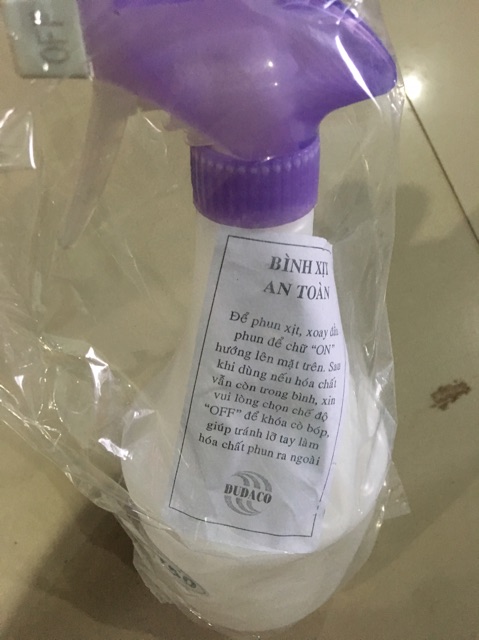 OFF
BÌNH XỊT
AN TOÀN
Để phun xịt, xoay đầu
phun để chữ "ON"
hướng lên mặt trên. Sau
khi dùng nếu hóa chất
vẫn còn trong bình, xin
vui lòng chọn chế độ
"OFF" để khóa cò bóp,
giúp tránh lỡ tay làm
hóa chất phun ra ngoài
DUDACO